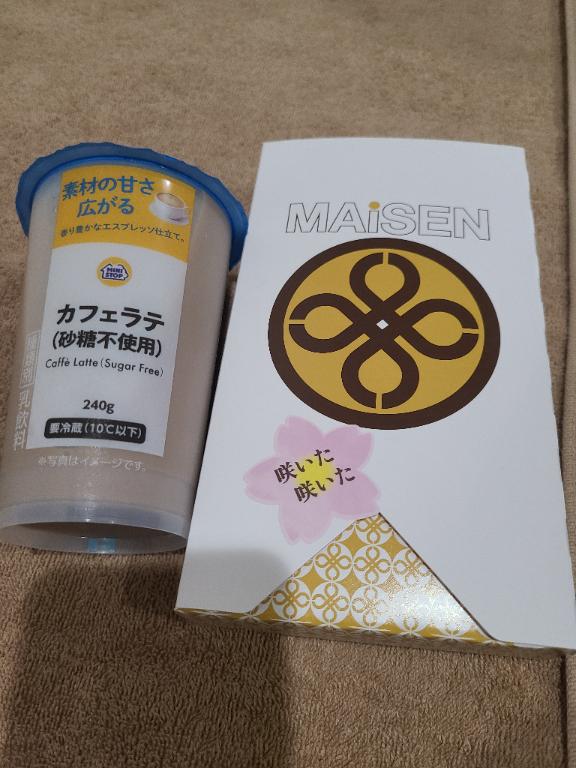 素材の甘さ
広がる
香り豊かなエスプレッソ仕立て。
MINI
STOP
カフェラテ
(砂糖不使用)
Caffè Latte (Sugar Free)
240g
要冷蔵(10℃以下)
種類別 乳飲料
※写真はイメージです。
MAiSEN
咲いた
咲いた